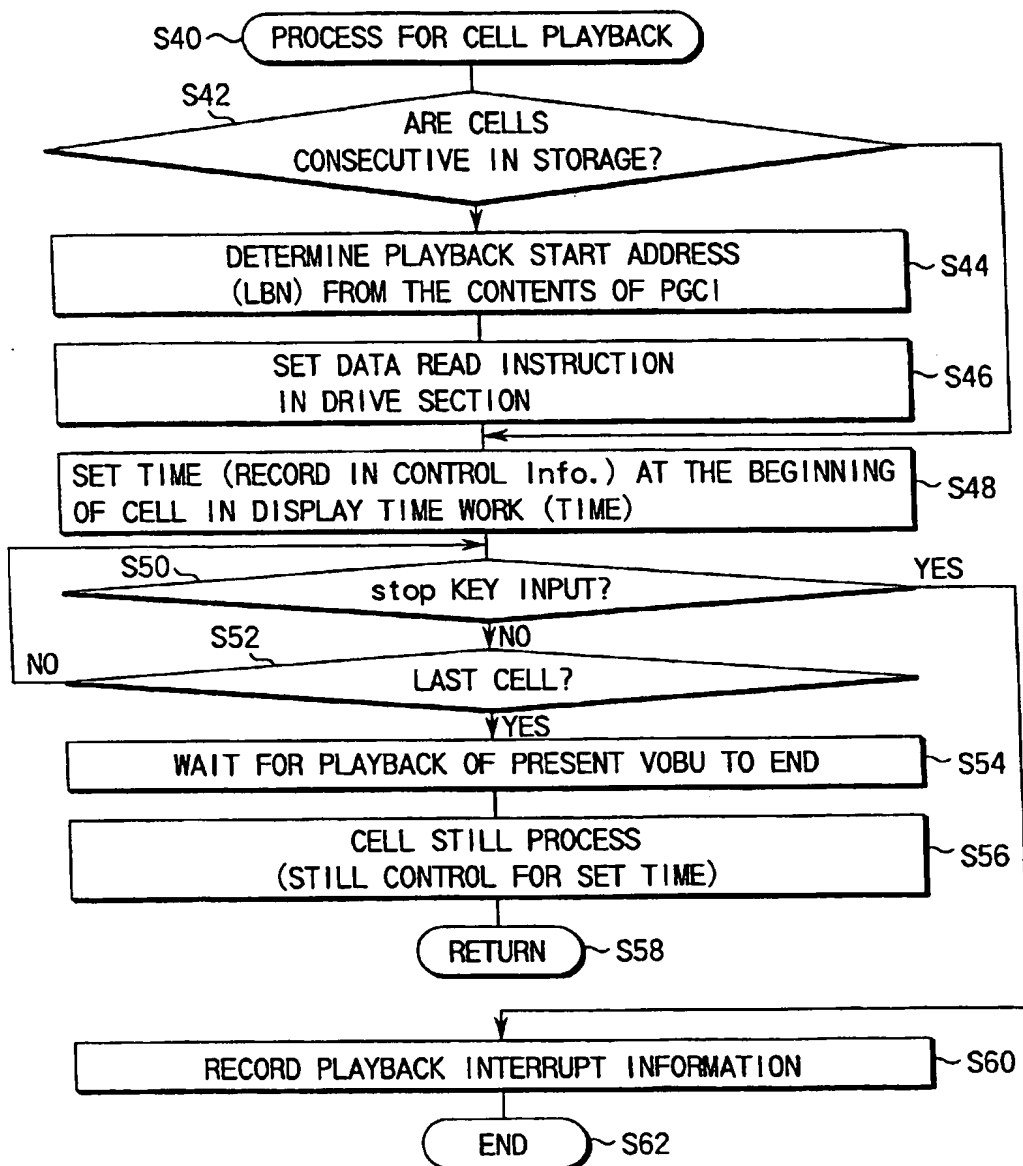 S40 PROCESS FOR CELL PLAYBACK
S42
ARE CELLS
CONSECUTIVE IN STORAGE?
DETERMINE PLAYBACK START ADDRESS
(LBN) FROM THE CONTENTS OF PGCI
S44
SET DATA READ INSTRUCTION
IN DRIVE SECTION
S46
SET TIME (RECORD IN CONTROL Info.) AT THE BEGINNING
OF CELL IN DISPLAY TIME WORK (TIME)
S48
S50
stop KEY INPUT?
YES
NO
S52
NO
LAST CELL?
YES
WAIT FOR PLAYBACK OF PRESENT VOBU TO END
S54
CELL STILL PROCESS
(STILL CONTROL FOR SET TIME)
S56
RETURN
S58
RECORD PLAYBACK INTERRUPT INFORMATION
S60
END
S62